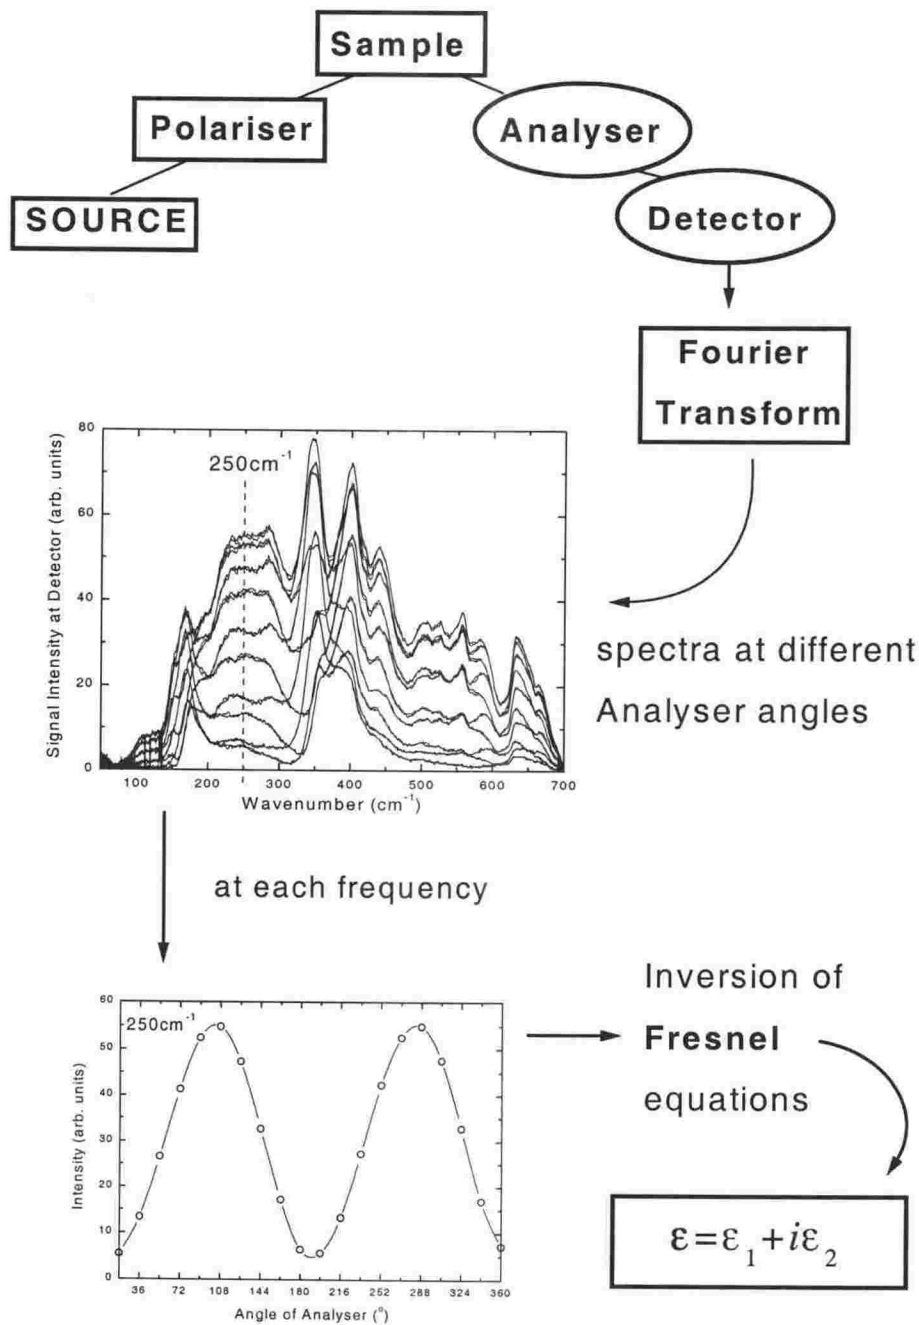 Sample
Polariser
Analyser
SOURCE
Detector
Fourier
Transform
80
60
40
20
0
Signal Intensity at Detector (arb. units)
250cm-1
100 200 300 400 500 600 700
Wavenumber (cm-1)
spectra at different
Analyser angles
at each frequency
60
50
40
30
20
10
0
Intensity (arb. units)
250cm-1
36 72 108 144 180 216 252 288 324 360
Angle of Analyser (°)
Inversion of
Fresnel
equations
ε=ε1+iε2